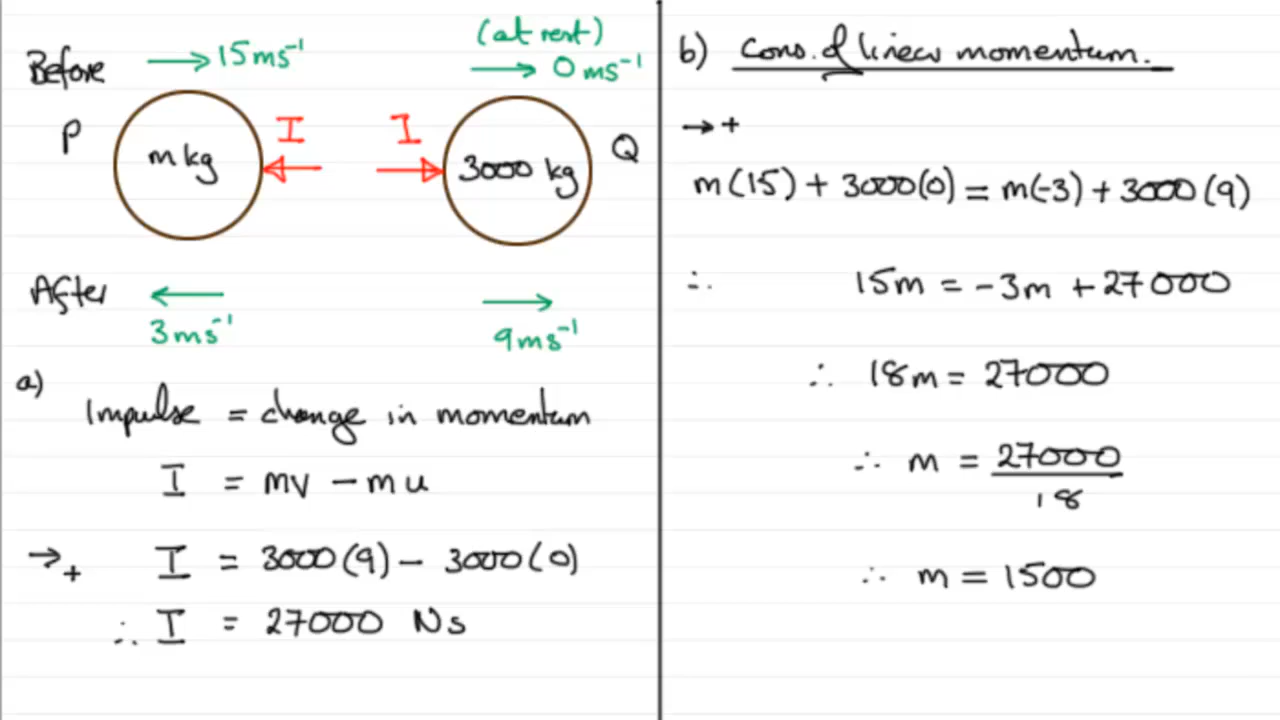 (at rest)
Before 15ms⁻¹ 0ms⁻¹
P m kg I I 3000 kg Q
After
3ms⁻¹ 9ms⁻¹
a)
Impulse = change in momentum
I = mv - mu
→+ I = 3000(9) - 3000(0)
∴ I = 27000 Ns
b) Cons. of linear momentum.
→ +
m(15) + 3000(0) = m(-3) + 3000(9)
∴ 15m = -3m + 27000
∴ 18m = 27000
∴ m = 27000
18
∴ m = 1500